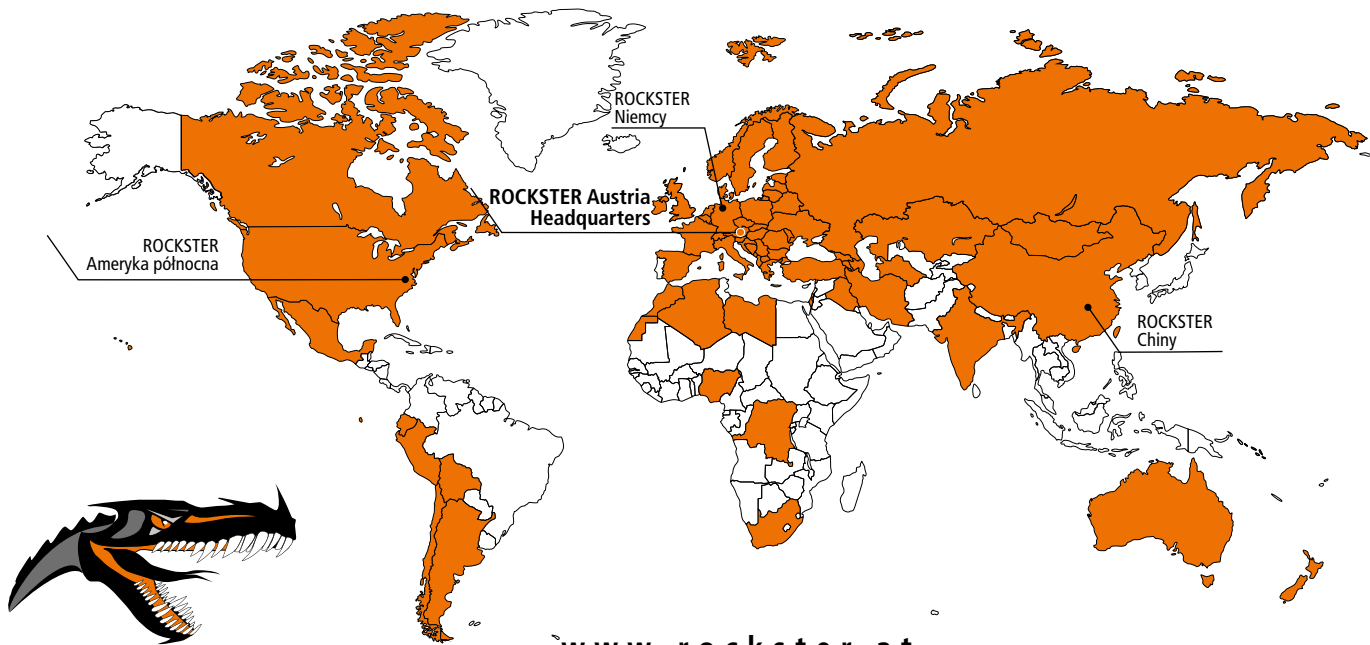 ROCKSTER
Niemcy
ROCKSTER Austria
Headquarters
ROCKSTER
Ameryka północna
ROCKSTER
Chiny
www.rockster.at